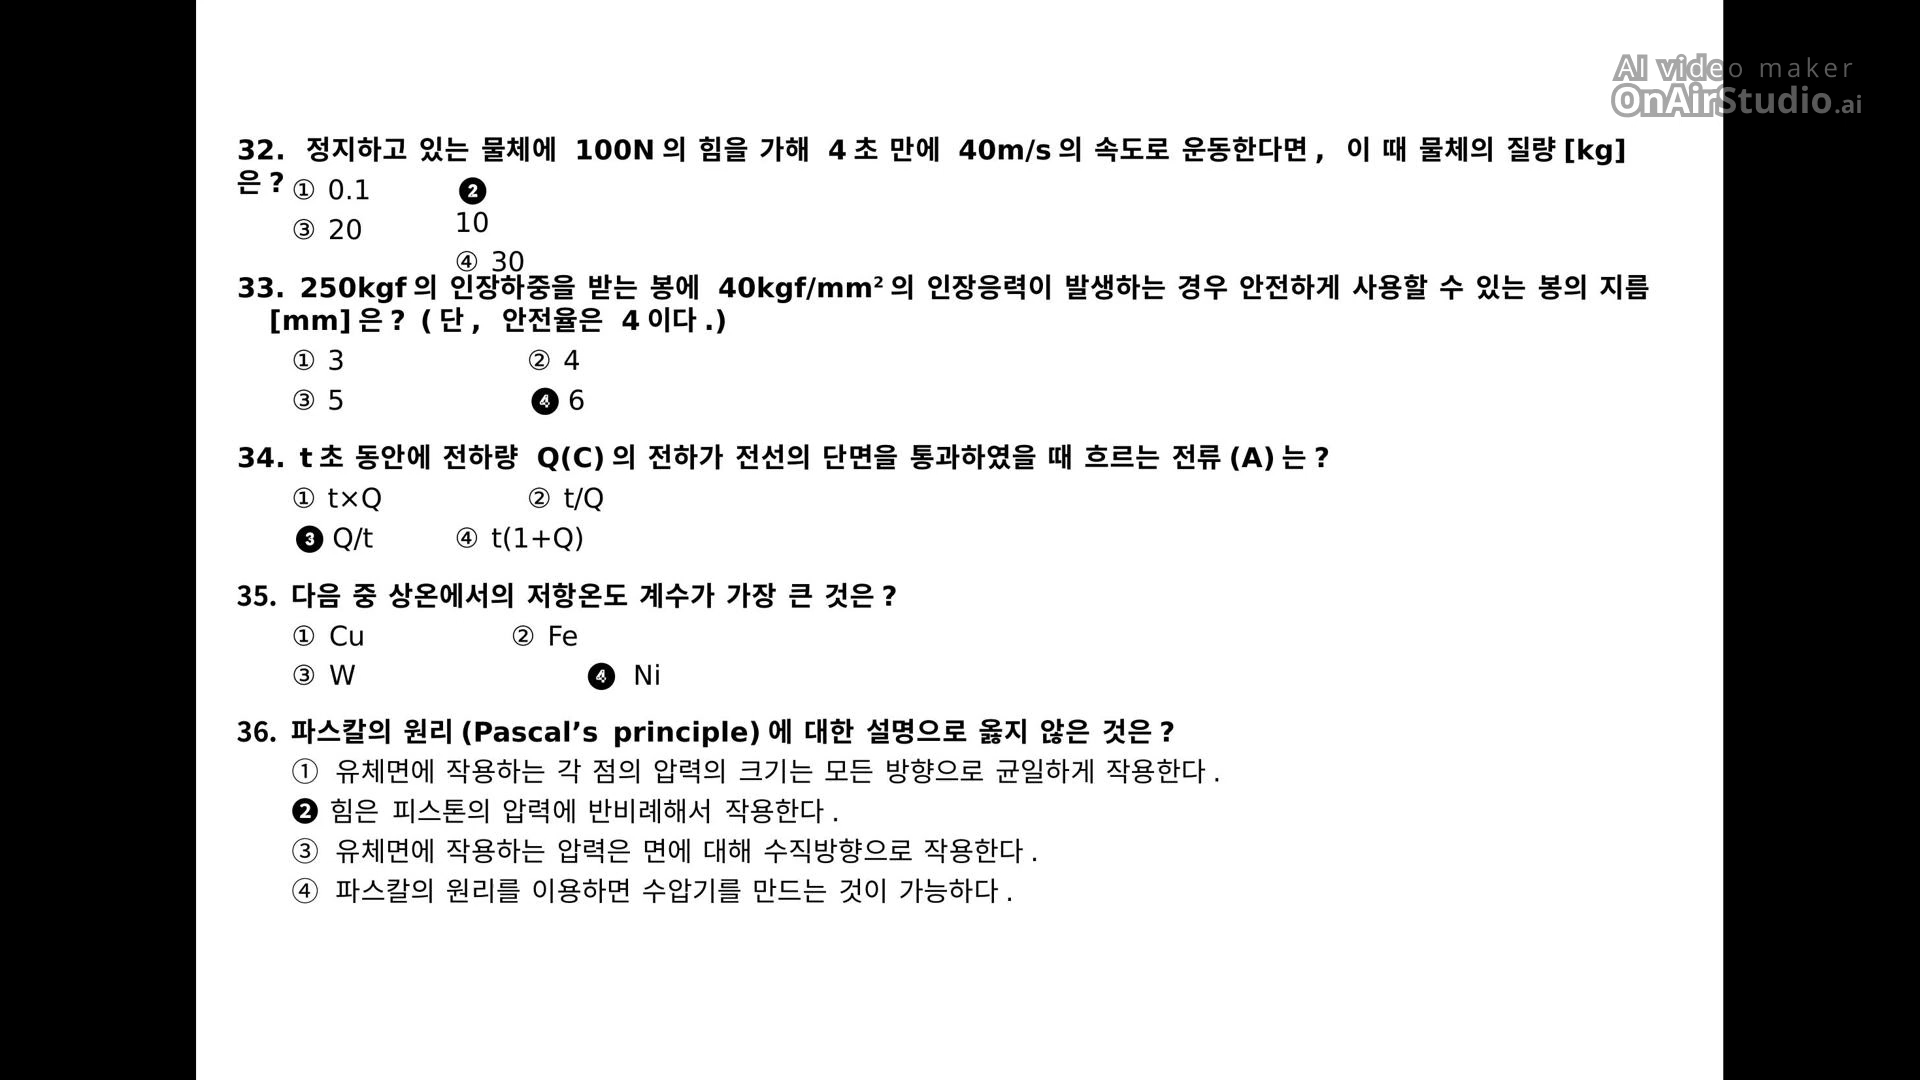 AI video maker
OnAirStudio.ai
32. 정지하고 있는 물체에 100N의 힘을 가해 4초 만에 40m/s의 속도로 운동한다면, 이 때 물체의 질량[kg]
은?
① 0.1 ❷
10
③ 20
④ 30
33. 250kgf의 인장하중을 받는 봉에 40kgf/mm²의 인장응력이 발생하는 경우 안전하게 사용할 수 있는 봉의 지름
[mm]은? (단, 안전율은 4이다.)
① 3 ② 4
③ 5 ❹ 6
34. t초 동안에 전하량 Q(C)의 전하가 전선의 단면을 통과하였을 때 흐르는 전류(A)는?
① t×Q ② t/Q
❸ Q/t ④ t(1+Q)
35. 다음 중 상온에서의 저항온도 계수가 가장 큰 것은?
① Cu ② Fe
③ W ❹ Ni
36. 파스칼의 원리(Pascal’s principle)에 대한 설명으로 옳지 않은 것은?
① 유체면에 작용하는 각 점의 압력의 크기는 모든 방향으로 균일하게 작용한다.
❷ 힘은 피스톤의 압력에 반비례해서 작용한다.
③ 유체면에 작용하는 압력은 면에 대해 수직방향으로 작용한다.
④ 파스칼의 원리를 이용하면 수압기를 만드는 것이 가능하다.